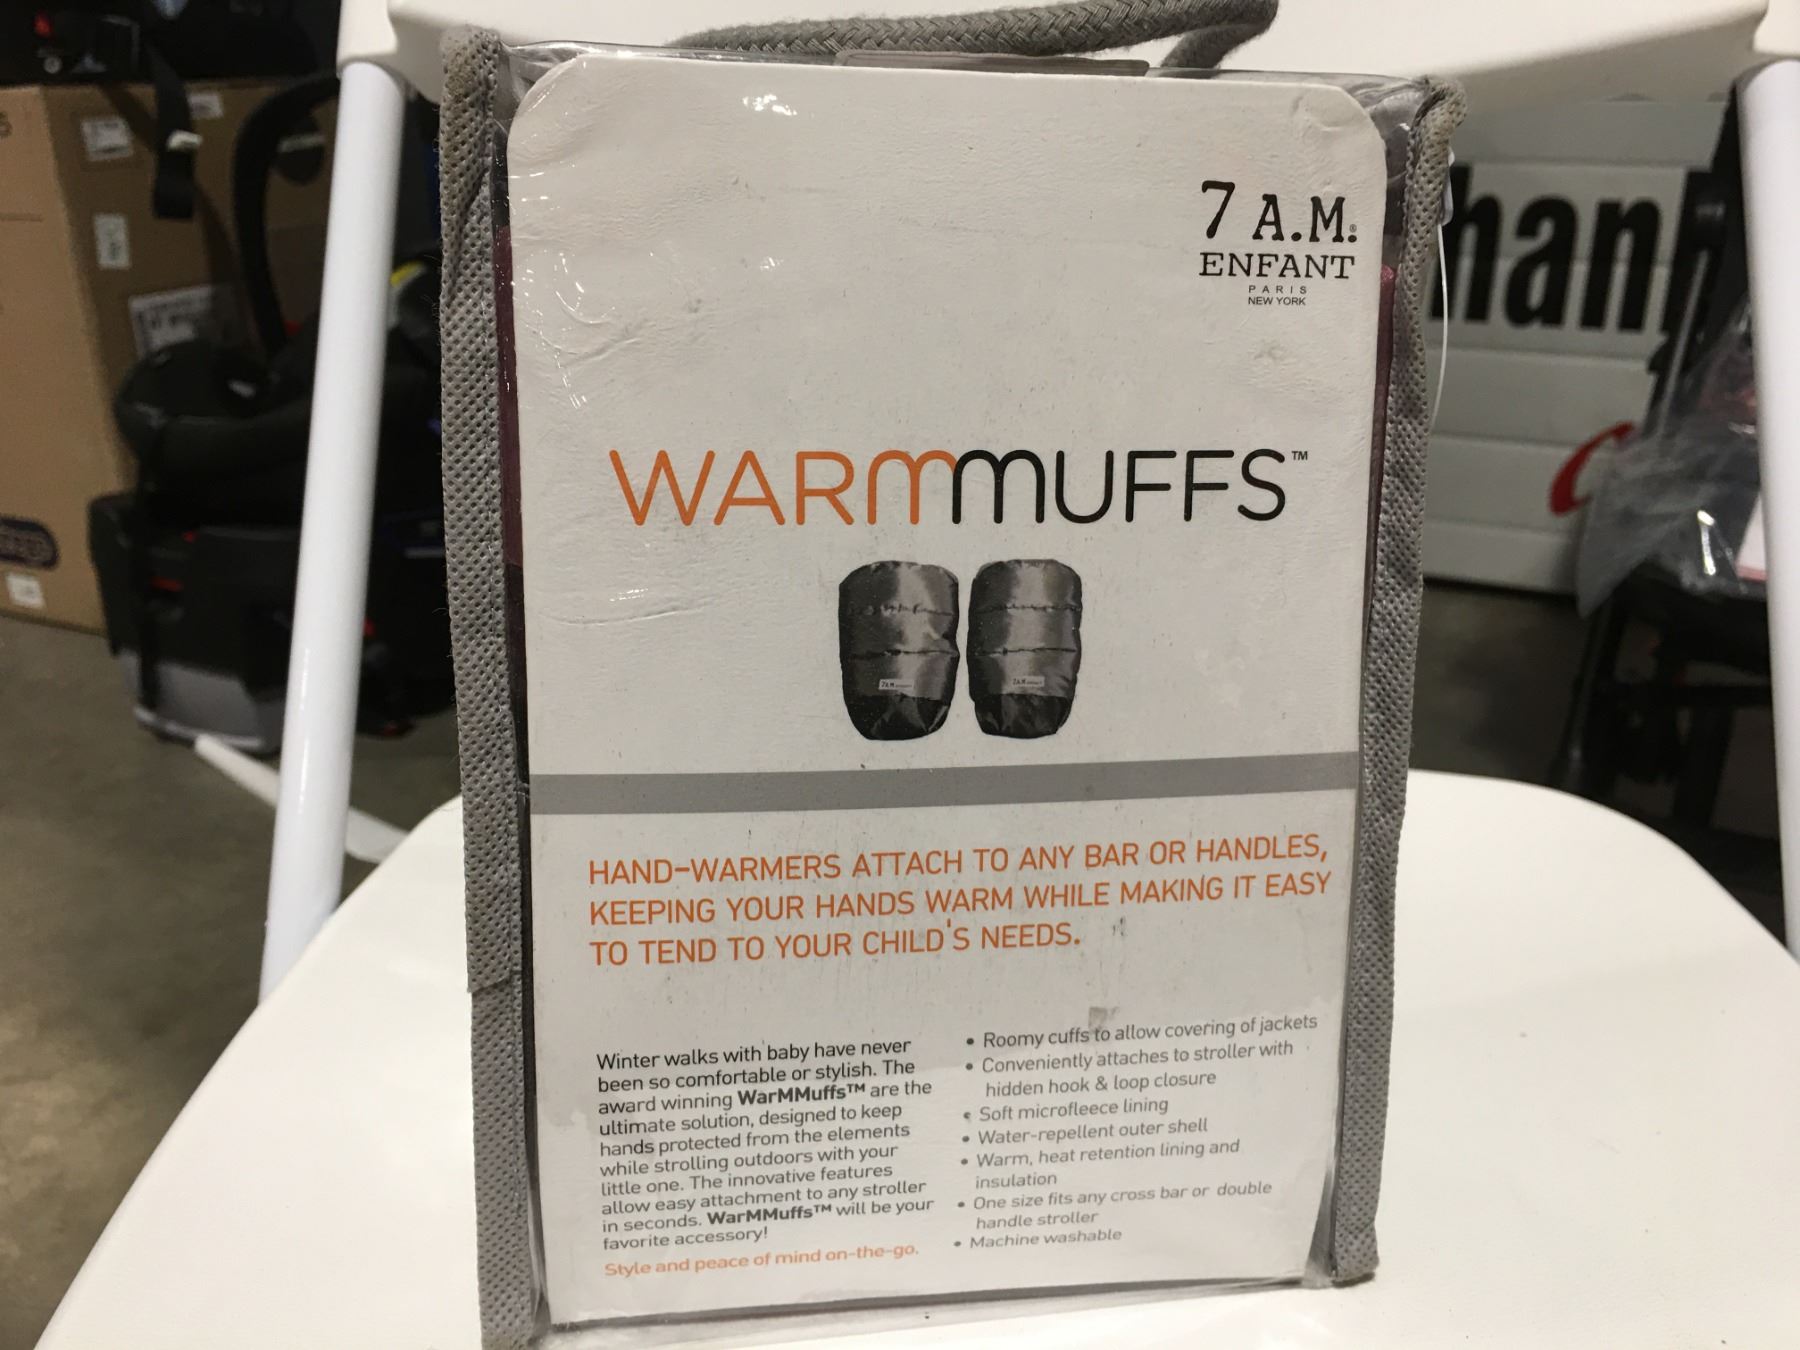 7 A.M.®
ENFANT
PARIS
NEW YORK
WARMMUFFS™
HAND-WARMERS ATTACH TO ANY BAR OR HANDLES,
KEEPING YOUR HANDS WARM WHILE MAKING IT EASY
TO TEND TO YOUR CHILD'S NEEDS.
Winter walks with baby have never
been so comfortable or stylish. The
award winning WarMMuffs™ are the
ultimate solution, designed to keep
hands protected from the elements
while strolling outdoors with your
little one. The innovative features
allow easy attachment to any stroller
in seconds. WarMMuffs™ will be your
favorite accessory!
Style and peace of mind on-the-go.
• Roomy cuffs to allow covering of jackets
• Conveniently attaches to stroller with
hidden hook & loop closure
• Soft microfleece lining
• Water-repellent outer shell
• Warm, heat retention lining and
insulation
• One size fits any cross bar or double
handle stroller
• Machine washable
han